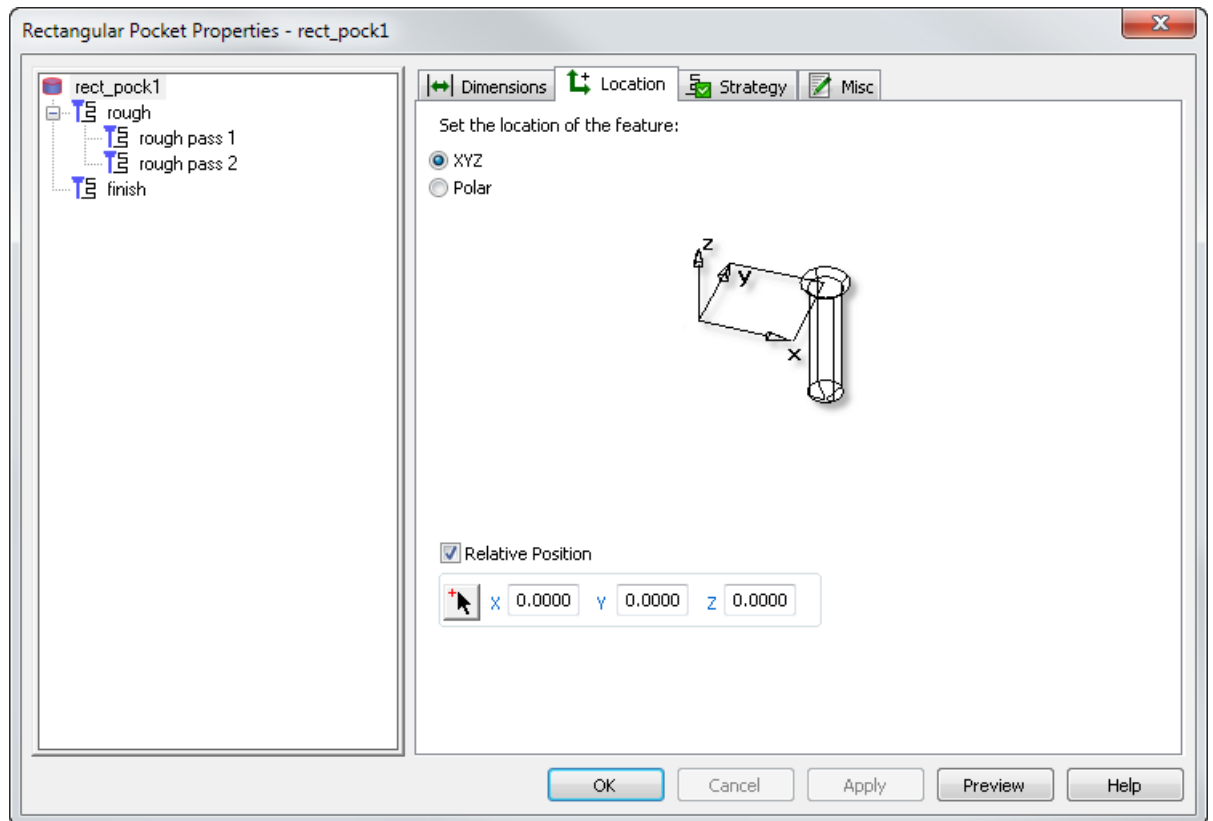 Rectangular Pocket Properties - rect_pock1
rect_pock1
rough
rough pass 1
rough pass 2
finish
Dimensions Location Strategy Misc
Set the location of the feature:
XYZ
Polar
z
y
x
Relative Position
X 0.0000 Y 0.0000 Z 0.0000
OK Cancel Apply Preview Help